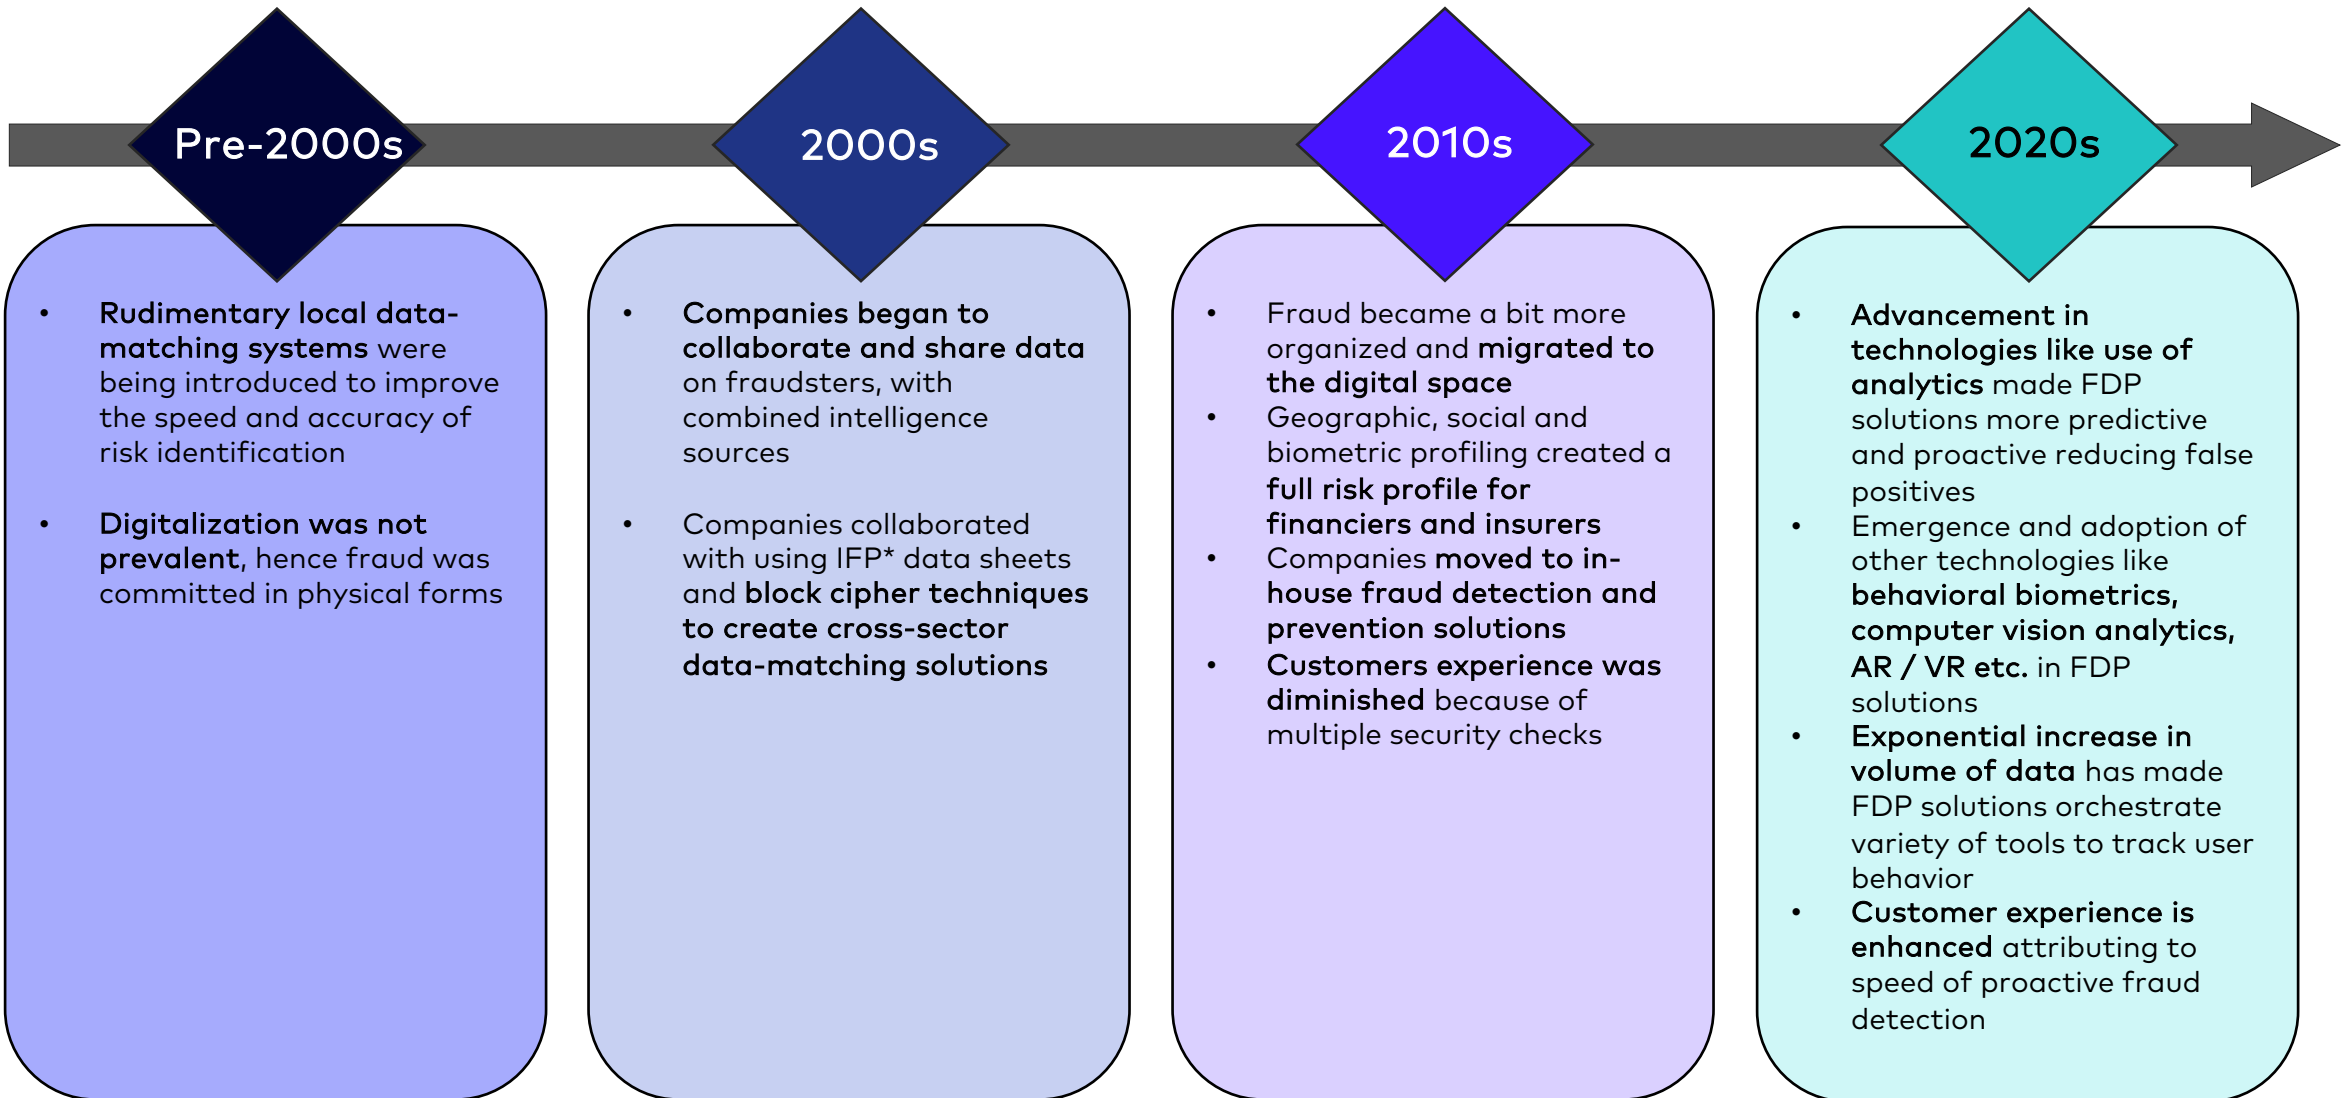 Pre-2000s
2000s
2010s
2020s
• Rudimentary local data-
matching systems were
being introduced to improve
the speed and accuracy of
risk identification
• Digitalization was not
prevalent, hence fraud was
committed in physical forms
• Companies began to
collaborate and share data
on fraudsters, with
combined intelligence
sources
• Companies collaborated
with using IFP* data sheets
and block cipher techniques
to create cross-sector
data-matching solutions
• Fraud became a bit more
organized and migrated to
the digital space
• Geographic, social and
biometric profiling created a
full risk profile for
financiers and insurers
• Companies moved to in-
house fraud detection and
prevention solutions
• Customers experience was
diminished because of
multiple security checks
• Advancement in
technologies like use of
analytics made FDP
solutions more predictive
and proactive reducing false
positives
• Emergence and adoption of
other technologies like
behavioral biometrics,
computer vision analytics,
AR / VR etc. in FDP
solutions
• Exponential increase in
volume of data has made
FDP solutions orchestrate
variety of tools to track user
behavior
• Customer experience is
enhanced attributing to
speed of proactive fraud
detection